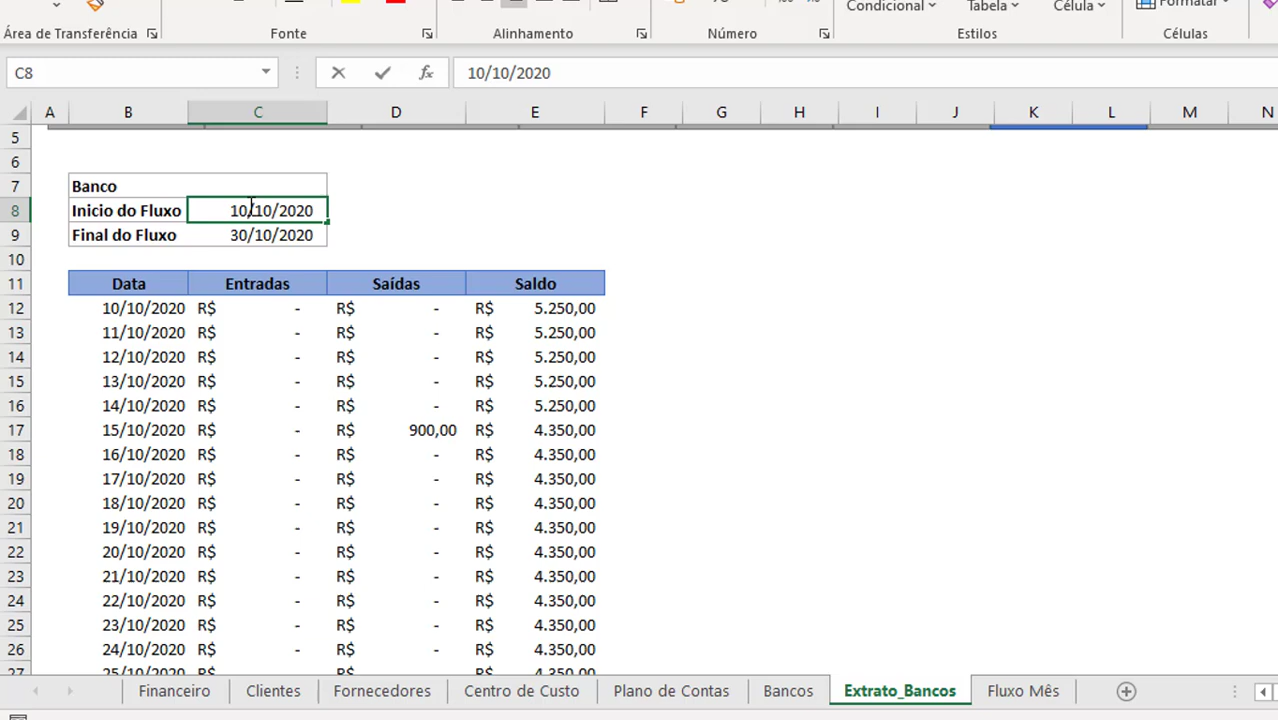 Condicional Tabela Célula Formatar
Área de Transferência Fonte Alinhamento Número Estilos Células
C8 fx 10/10/2020
A B C D E F G H I J K L M N
5
6
7 Banco
8 Inicio do Fluxo 10/10/2020
9 Final do Fluxo 30/10/2020
10
11 Data Entradas Saídas Saldo
12 10/10/2020 R$ - R$ - R$ 5.250,00
13 11/10/2020 R$ - R$ - R$ 5.250,00
14 12/10/2020 R$ - R$ - R$ 5.250,00
15 13/10/2020 R$ - R$ - R$ 5.250,00
16 14/10/2020 R$ - R$ - R$ 5.250,00
17 15/10/2020 R$ - R$ 900,00 R$ 4.350,00
18 16/10/2020 R$ - R$ - R$ 4.350,00
19 17/10/2020 R$ - R$ - R$ 4.350,00
20 18/10/2020 R$ - R$ - R$ 4.350,00
21 19/10/2020 R$ - R$ - R$ 4.350,00
22 20/10/2020 R$ - R$ - R$ 4.350,00
23 21/10/2020 R$ - R$ - R$ 4.350,00
24 22/10/2020 R$ - R$ - R$ 4.350,00
25 23/10/2020 R$ - R$ - R$ 4.350,00
26 24/10/2020 R$ - R$ - R$ 4.350,00
27 25/10/2020 R$ R$ R$ 4.350,00
Financeiro Clientes Fornecedores Centro de Custo Plano de Contas Bancos Extrato_Bancos Fluxo Mês